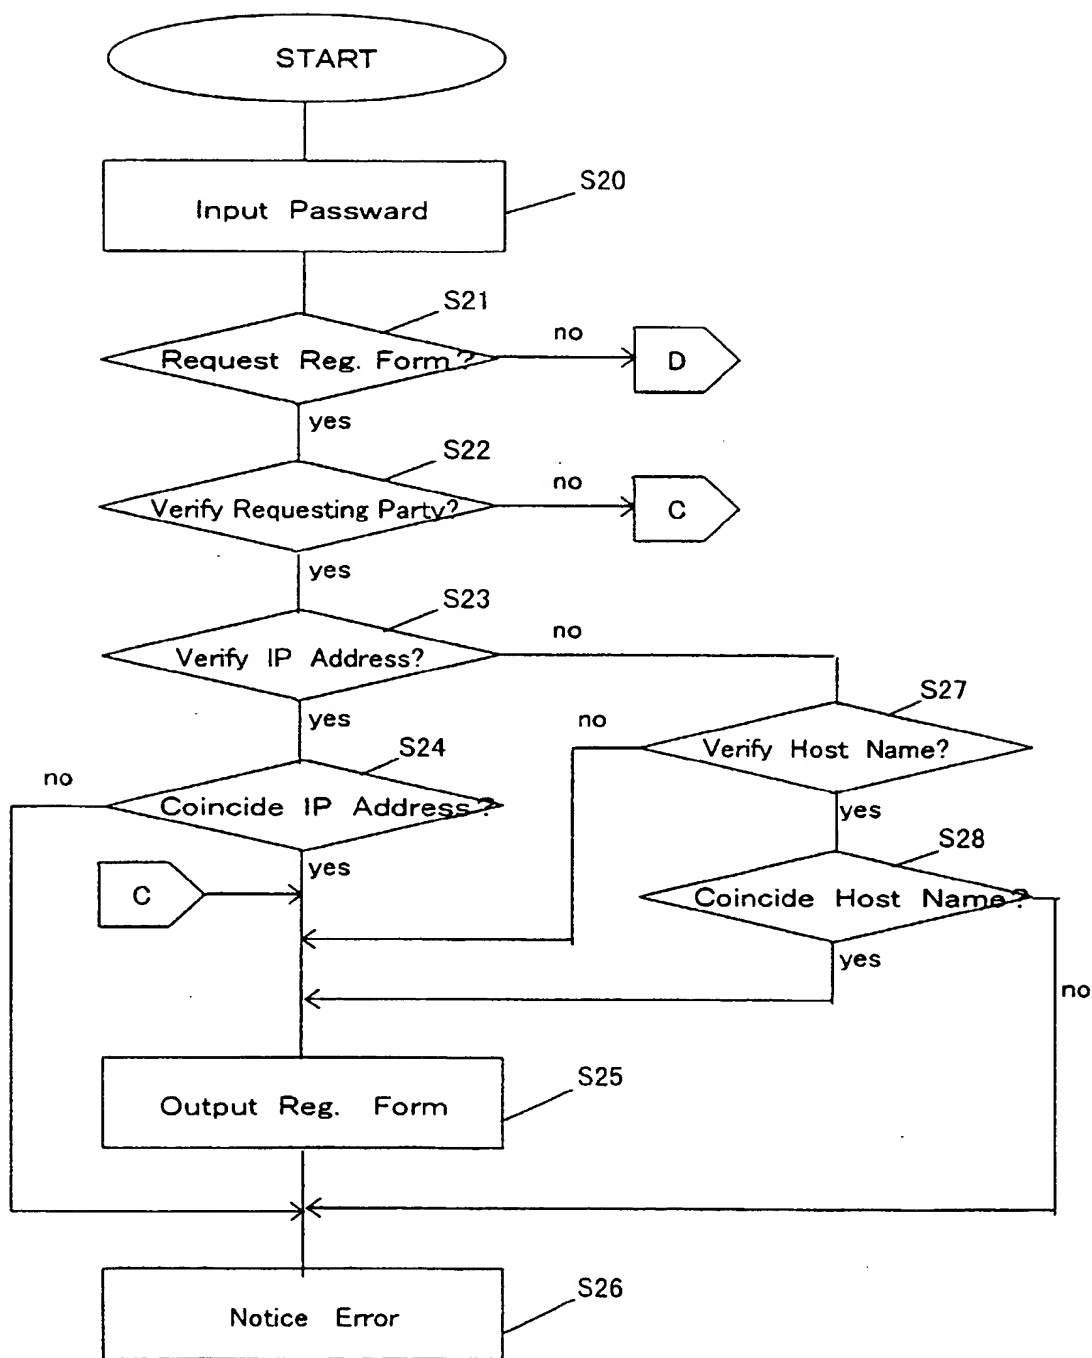 START
Input Passward
S20
Request Reg. Form?
S21
no
D
yes
Verify Requesting Party?
S22
no
C
yes
Verify IP Address?
S23
no
yes
Verify Host Name?
S27
no
yes
Coincide IP Address?
S24
no
yes
Coincide Host Name?
S28
yes
no
C
Output Reg. Form
S25
Notice Error
S26